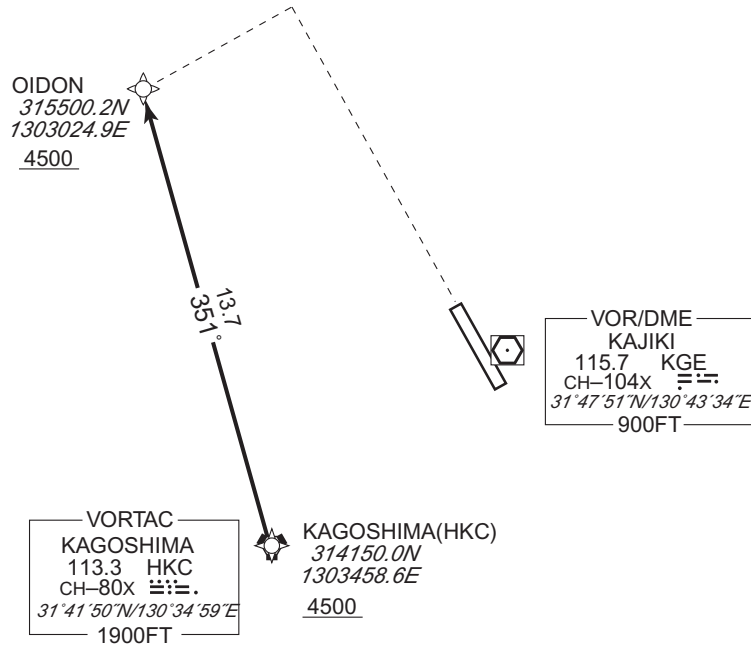 OIDON
315500.2N
1303024.9E
4500
13.7
351°
VOR/DME
KAJIKI
115.7 KGE
CH–104X
31°47´51˝N/130°43´34˝E
900FT
KAGOSHIMA(HKC)
314150.0N
1303458.6E
4500
VORTAC
KAGOSHIMA
113.3 HKC
CH–80X
31°41´50˝N/130°34´59˝E
1900FT